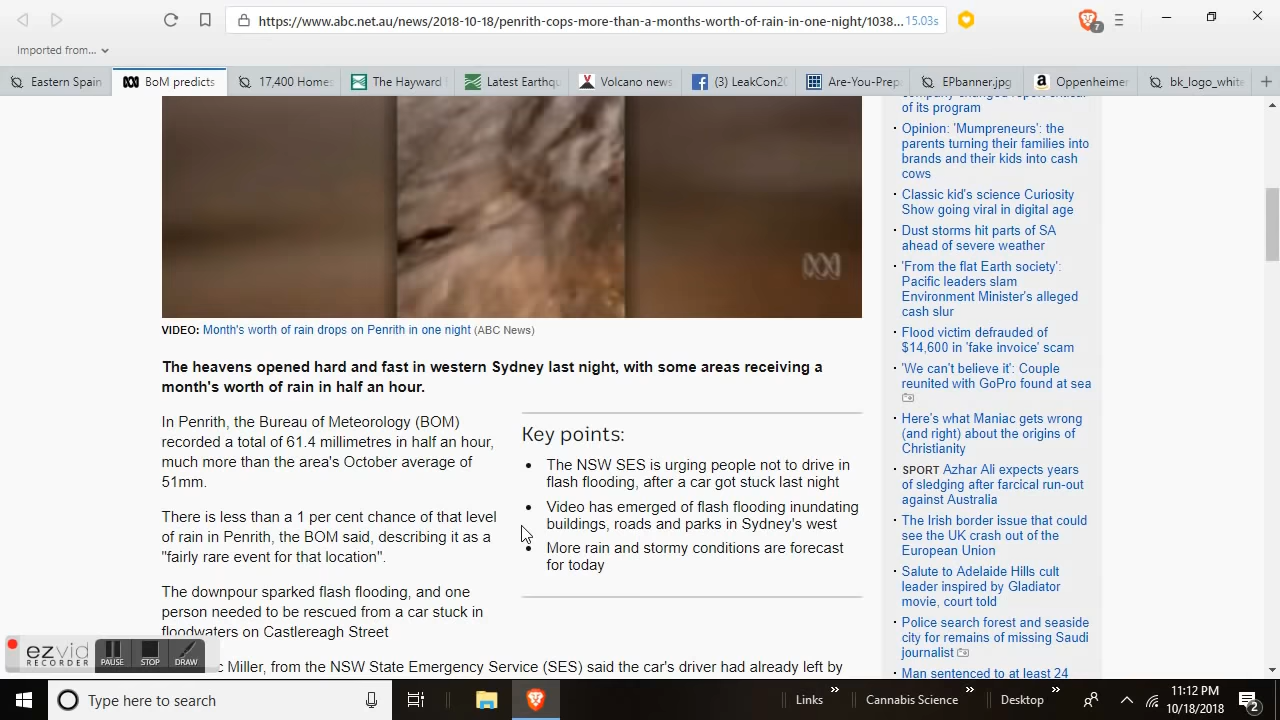 https://www.abc.net.au/news/2018-10-18/penrith-cops-more-than-a-months-worth-of-rain-in-one-night/1038... 15.03s
7
Imported from...
Eastern Spain
BoM predicts
17,400 Homes
The Hayward
Latest Earthqu
Volcano news
(3) LeakCon20
Are-You-Prep
EPbanner.jpg
Oppenheimer
bk_logo_white
The heavens opened hard and fast in western Sydney last night, with some areas receiving a
month's worth of rain in half an hour.
VIDEO: Month's worth of rain drops on Penrith in one night (ABC News)
In Penrith, the Bureau of Meteorology (BOM)
recorded a total of 61.4 millimetres in half an hour,
much more than the area's October average of
51mm.
There is less than a 1 per cent chance of that level
of rain in Penrith, the BOM said, describing it as a
"fairly rare event for that location".
The downpour sparked flash flooding, and one
person needed to be rescued from a car stuck in
floodwaters on Castlereagh Street
c Miller, from the NSW State Emergency Service (SES) said the car's driver had already left by
Key points:
The NSW SES is urging people not to drive in
flash flooding, after a car got stuck last night
Video has emerged of flash flooding inundating
buildings, roads and parks in Sydney's west
More rain and stormy conditions are forecast
for today
of its program
Opinion: 'Mumpreneurs': the
parents turning their families into
brands and their kids into cash
cows
Classic kid's science Curiosity
Show going viral in digital age
Dust storms hit parts of SA
ahead of severe weather
'From the flat Earth society':
Pacific leaders slam
Environment Minister's alleged
cash slur
Flood victim defrauded of
$14,600 in 'fake invoice' scam
'We can't believe it': Couple
reunited with GoPro found at sea
Here's what Maniac gets wrong
(and right) about the origins of
Christianity
SPORT Azhar Ali expects years
of sledging after farcical run-out
against Australia
The Irish border issue that could
see the UK crash out of the
European Union
Salute to Adelaide Hills cult
leader inspired by Gladiator
movie, court told
Police search forest and seaside
city for remains of missing Saudi
journalist
Man sentenced to at least 24
ezvid
RECORDER
PAUSE
STOP
DRAW
Type here to search
Links
Cannabis Science
Desktop
11:12 PM
10/18/2018
2